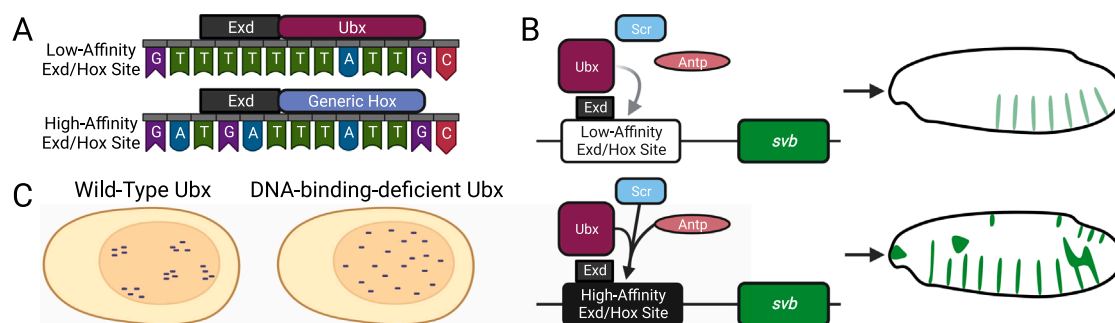 A
Exd Ubx
Low-Affinity
Exd/Hox Site
G T T T T T T T A T T G C
Exd Generic Hox
High-Affinity
Exd/Hox Site
G A T G A T T T A T T G C
B
Scr
Ubx
Antp
Exd
Low-Affinity
Exd/Hox Site
svb
C
Wild-Type Ubx
DNA-binding-deficient Ubx
Scr
Ubx
Antp
Exd
High-Affinity
Exd/Hox Site
svb